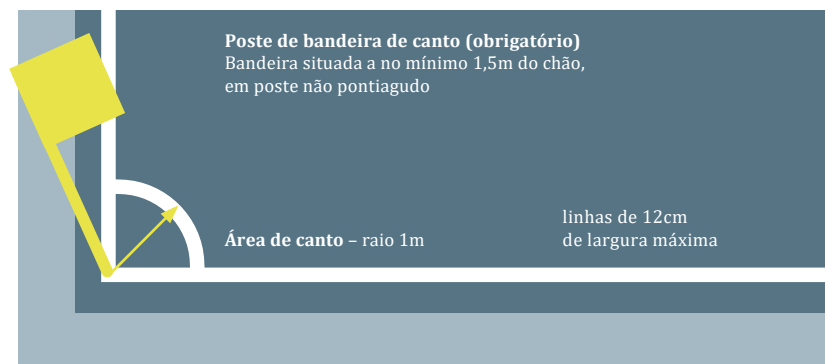 Poste de bandeira de canto (obrigatório)
Bandeira situada a no mínimo 1,5m do chão,
em poste não pontiagudo
Área de canto – raio 1m
linhas de 12cm
de largura máxima